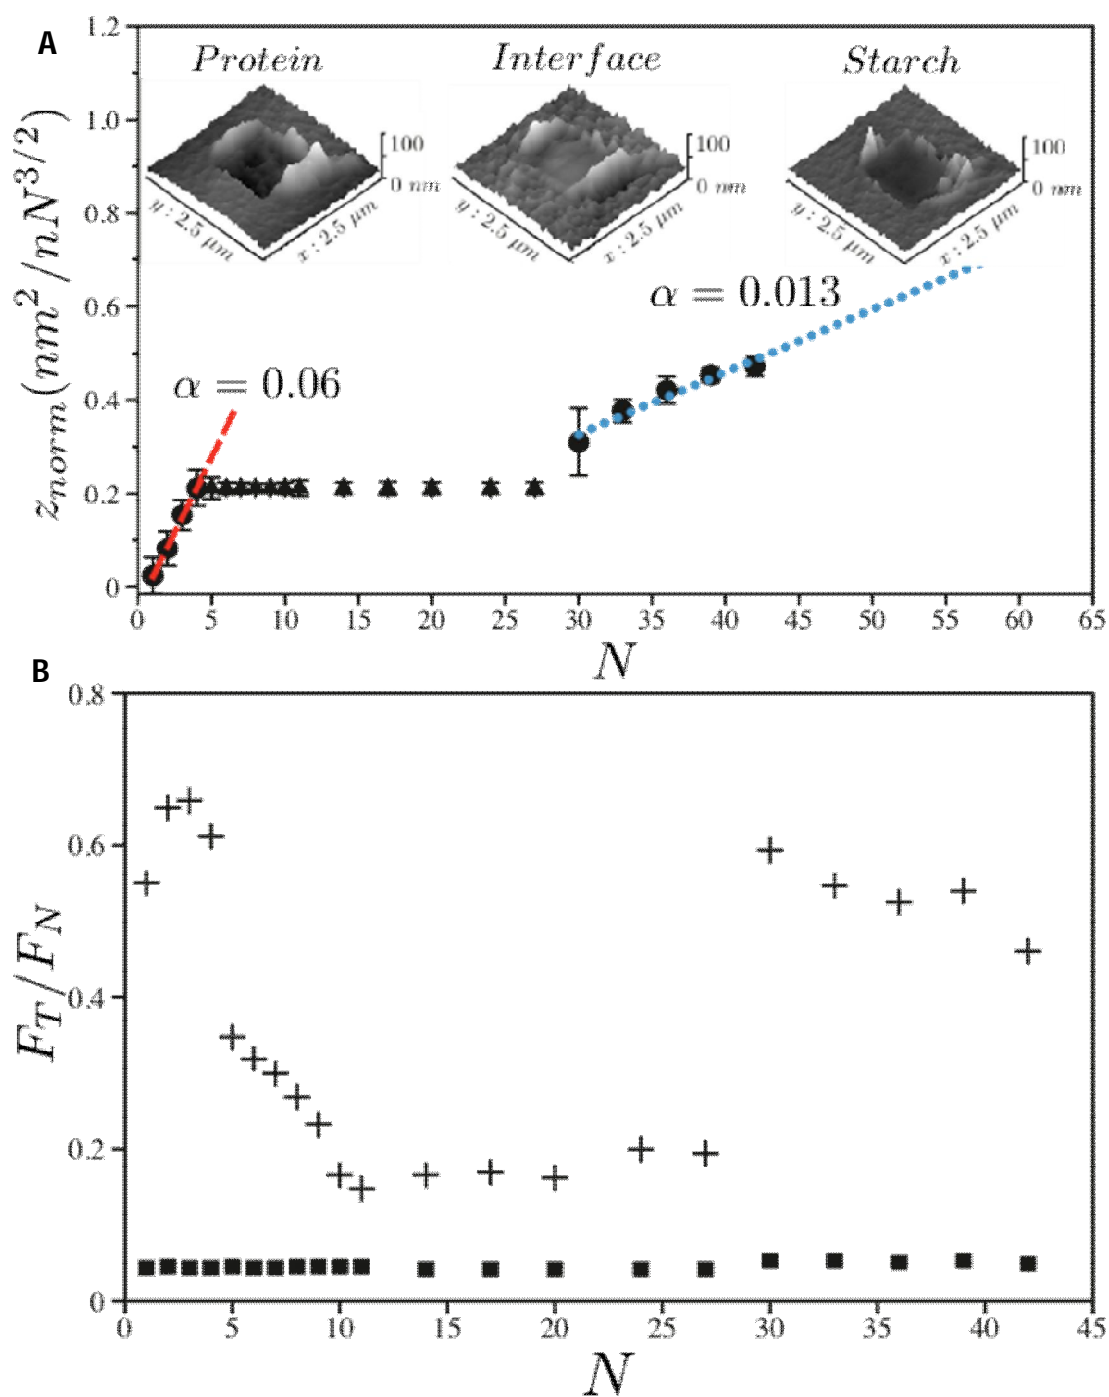 A
1.2
1.0
0.8
0.6
0.4
0.2
0
z_norm(nm^2/nN^{3/2})
Protein
Interface
Starch
100
0 nm
y : 2.5 μm
x : 2.5 μm
100
0 nm
y : 2.5 μm
x : 2.5 μm
100
0 nm
y : 2.5 μm
x : 2.5 μm
α = 0.06
α = 0.013
0 5 10 15 20 25 30 35 40 45 50 55 60 65
N
B
0.8
0.6
0.4
0.2
0
F_T/F_N
0 5 10 15 20 25 30 35 40 45
N